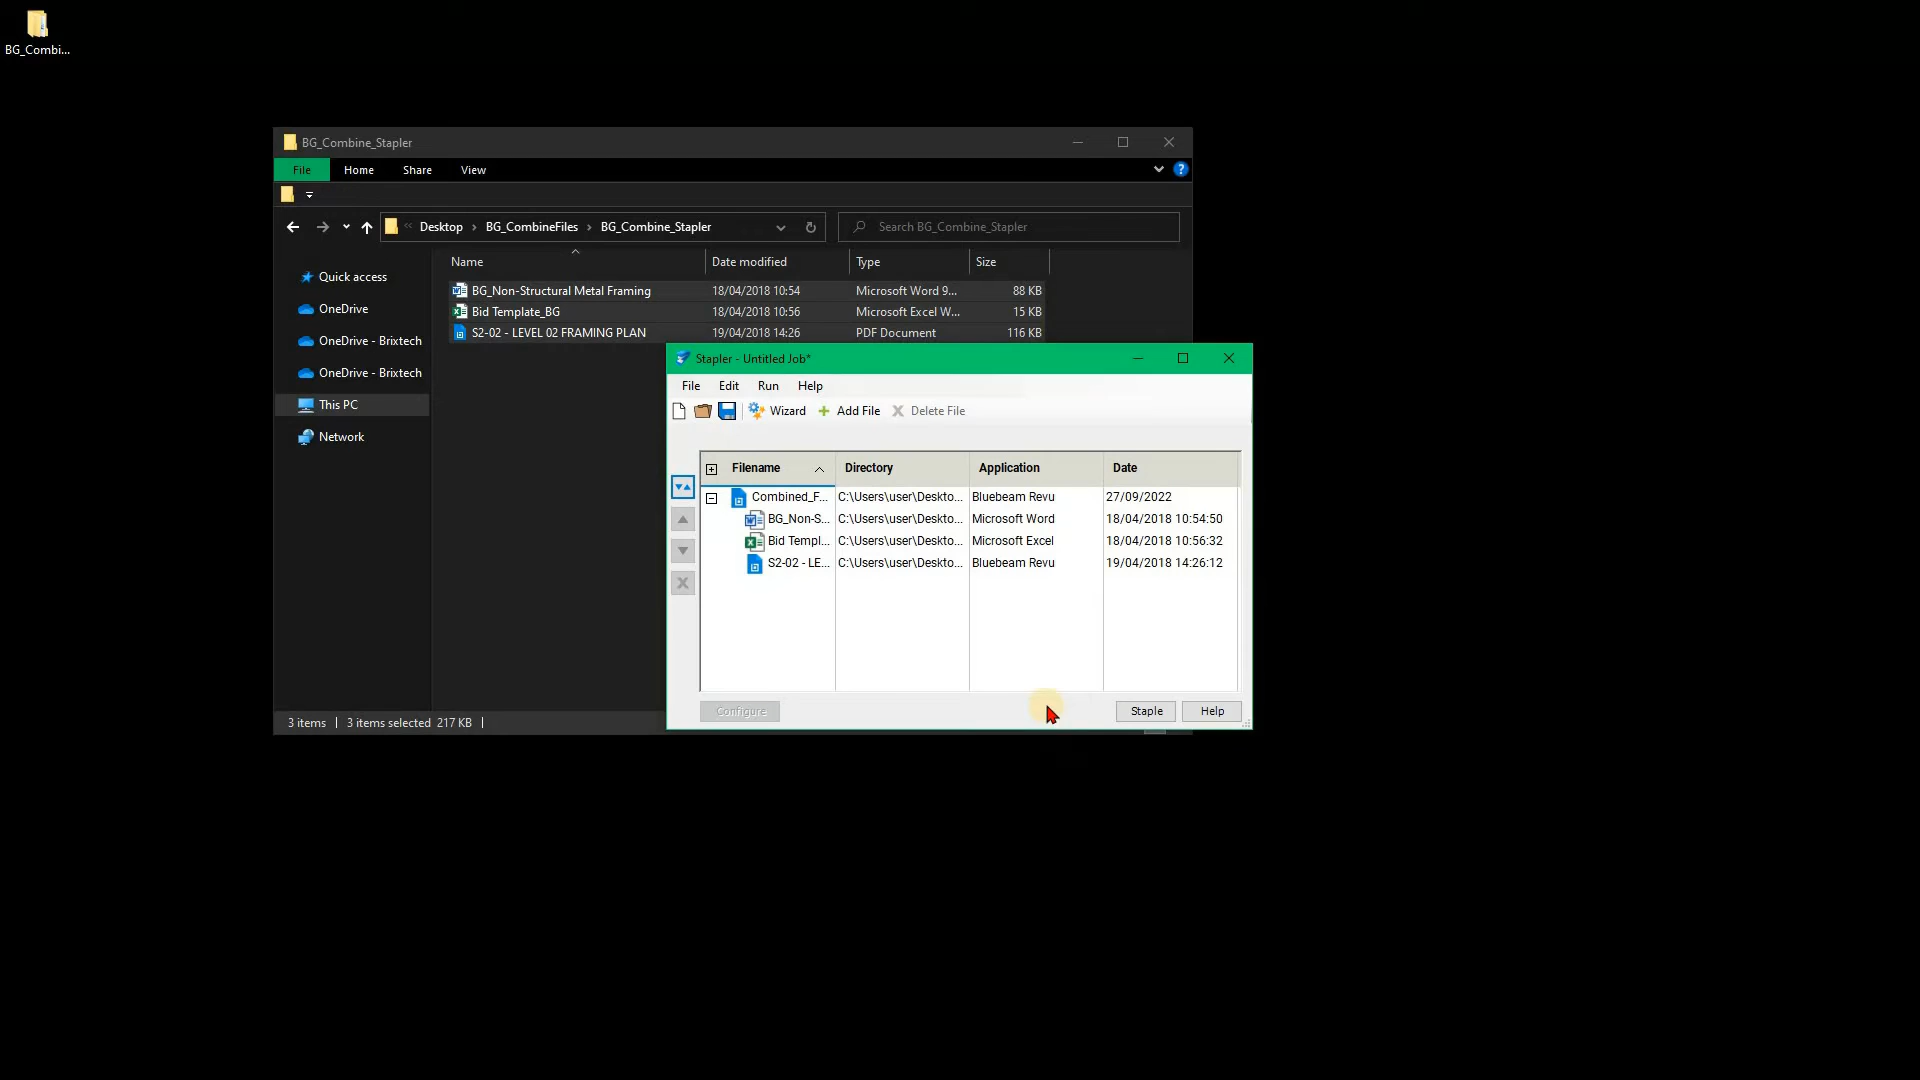 BG_Combi...
BG_Combine_Stapler
File Home Share View
Desktop BG_CombineFiles BG_Combine_Stapler Search BG_Combine_Stapler
Name Date modified Type Size
Quick access
OneDrive
OneDrive - Brixtech
OneDrive - Brixtech
This PC
Network
BG_Non-Structural Metal Framing 18/04/2018 10:54 Microsoft Word 9... 88 KB
Bid Template_BG 18/04/2018 10:56 Microsoft Excel W... 15 KB
S2-02 - LEVEL 02 FRAMING PLAN 19/04/2018 14:26 PDF Document 116 KB
3 items 3 items selected 217 KB
Stapler - Untitled Job*
File Edit Run Help
Wizard Add File Delete File
Filename Directory Application Date
Combined_F... C:\Users\user\Deskto... Bluebeam Revu 27/09/2022
BG_Non-S... C:\Users\user\Deskto... Microsoft Word 18/04/2018 10:54:50
Bid Templ... C:\Users\user\Deskto... Microsoft Excel 18/04/2018 10:56:32
S2-02 - LE... C:\Users\user\Deskto... Bluebeam Revu 19/04/2018 14:26:12
Configure Staple Help